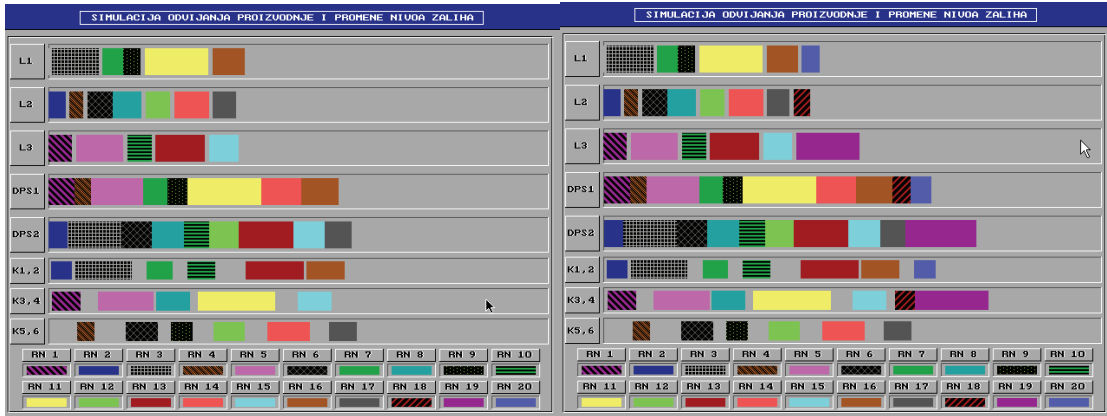 SIMULACIJA ODVIJANJA PROIZVODNJE I PROMENE NIVOA ZALIHA
L1
L2
L3
DPS1
DPS2
K1,2
K3,4
K5,6
RN 1 RN 2 RN 3 RN 4 RN 5 RN 6 RN 7 RN 8 RN 9 RN 10
RN 11 RN 12 RN 13 RN 14 RN 15 RN 16 RN 17 RN 18 RN 19 RN 20
SIMULACIJA ODVIJANJA PROIZVODNJE I PROMENE NIVOA ZALIHA
L1
L2
L3
DPS1
DPS2
K1,2
K3,4
K5,6
RN 1 RN 2 RN 3 RN 4 RN 5 RN 6 RN 7 RN 8 RN 9 RN 10
RN 11 RN 12 RN 13 RN 14 RN 15 RN 16 RN 17 RN 18 RN 19 RN 20